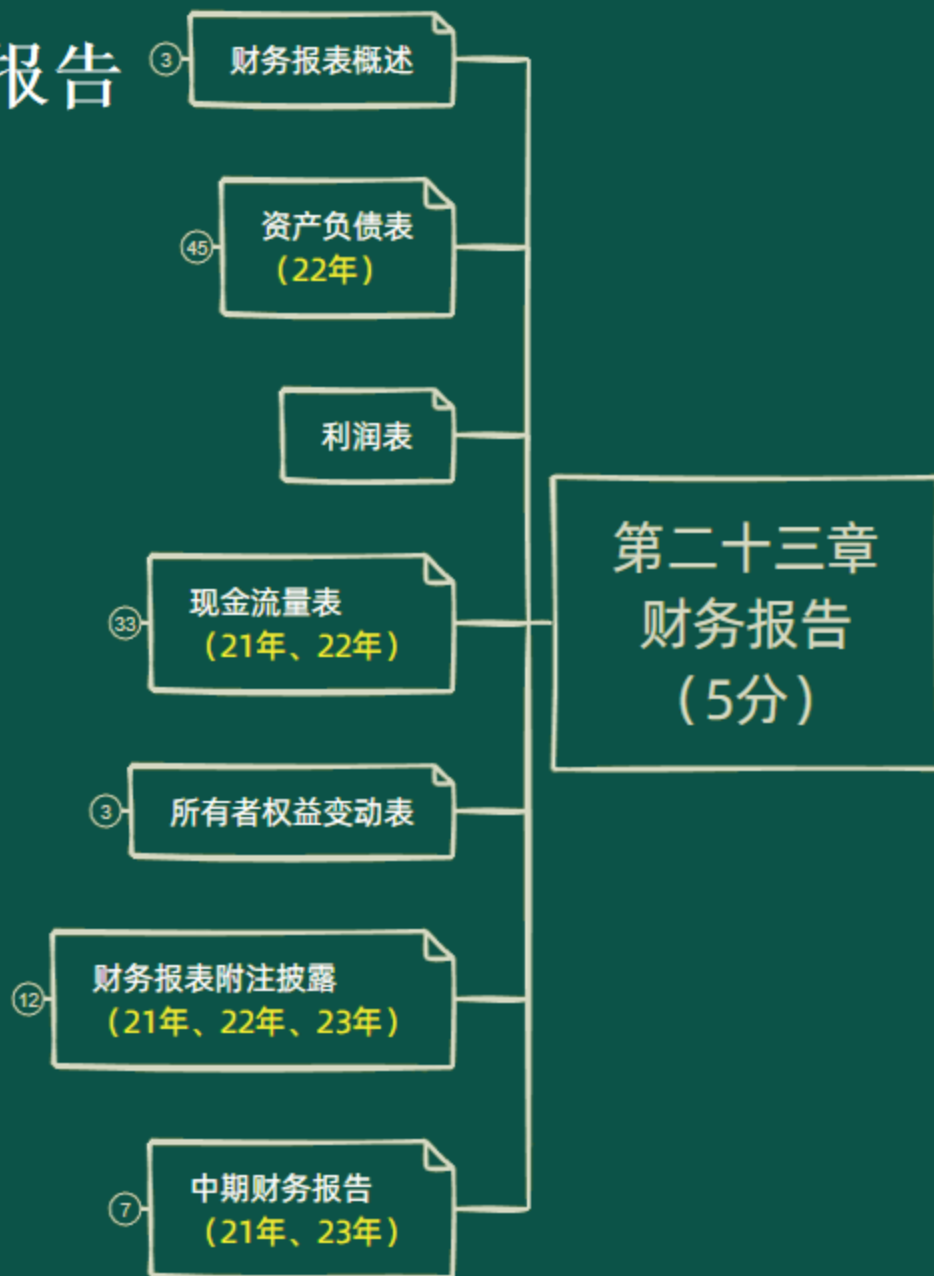 报告
3
财务报表概述
45
资产负债表
（22年）
利润表
33
现金流量表
（21年、22年）
3
所有者权益变动表
12
财务报表附注披露
（21年、22年、23年）
7
中期财务报告
（21年、23年）
第二十三章
财务报告
（5分）